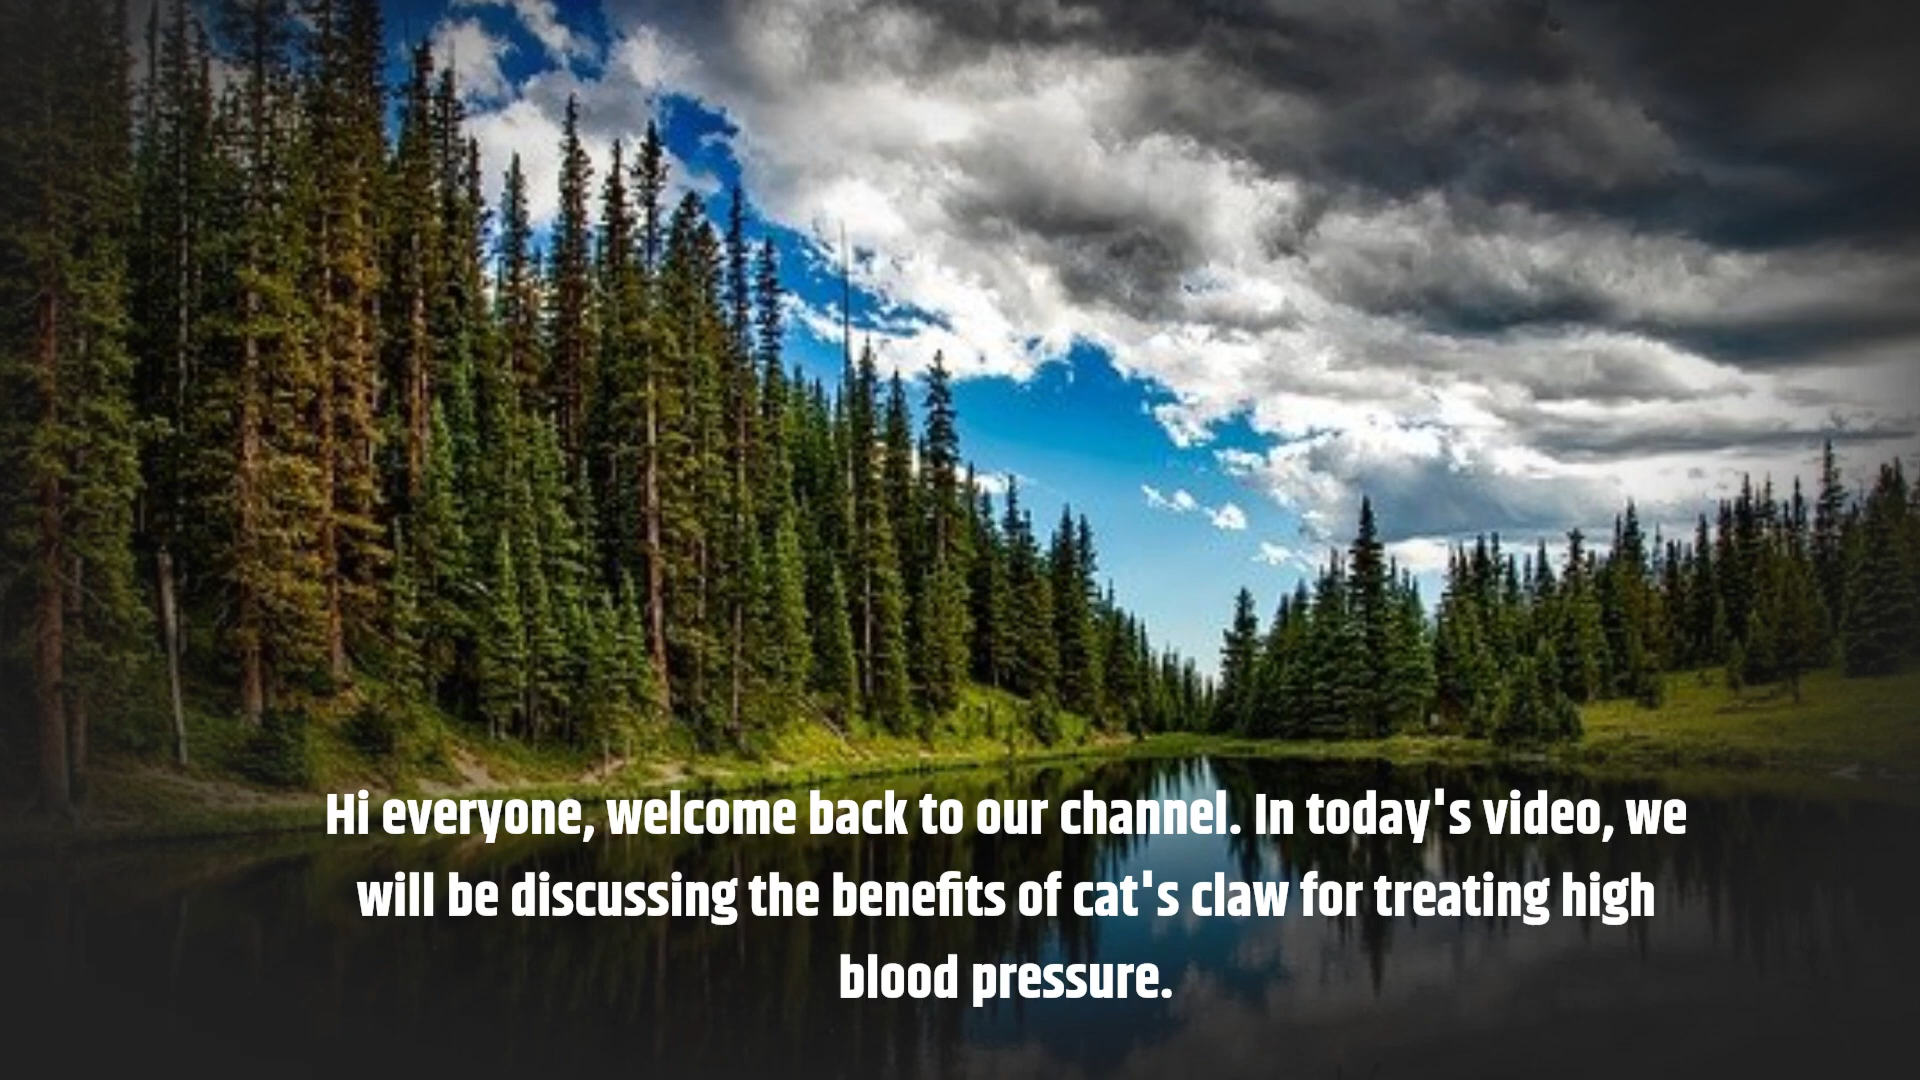 Hi everyone, welcome back to our channel. In today's video, we
will be discussing the benefits of cat's claw for treating high
blood pressure.